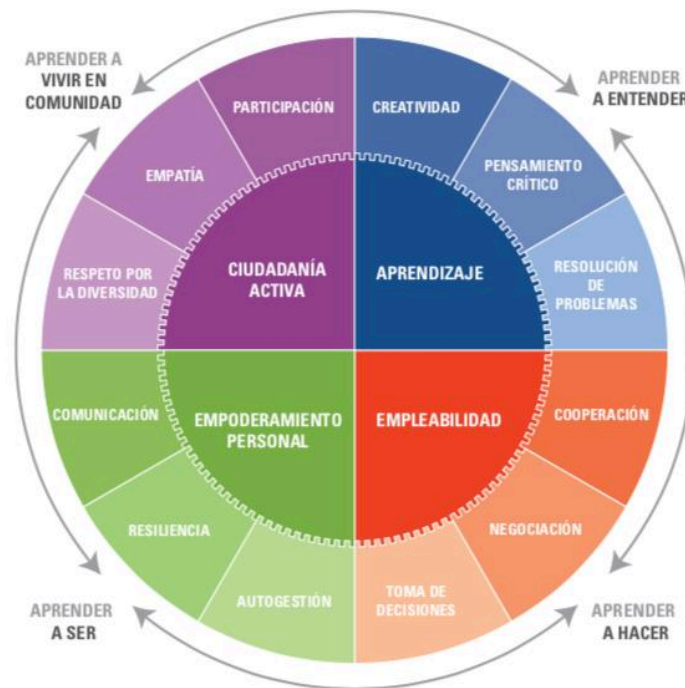 APRENDER A
VIVIR EN
COMUNIDAD
APRENDER
A ENTENDER
PARTICIPACIÓN
CREATIVIDAD
EMPATÍA
PENSAMIENTO
CRÍTICO
RESPETO POR
LA DIVERSIDAD
CIUDADANÍA
ACTIVA
APRENDIZAJE
RESOLUCIÓN
DE
PROBLEMAS
COMUNICACIÓN
EMPODERAMIENTO
PERSONAL
EMPLEABILIDAD
COOPERACIÓN
RESILIENCIA
NEGOCIACIÓN
AUTOGESTIÓN
TOMA DE
DECISIONES
APRENDER
A SER
APRENDER
A HACER